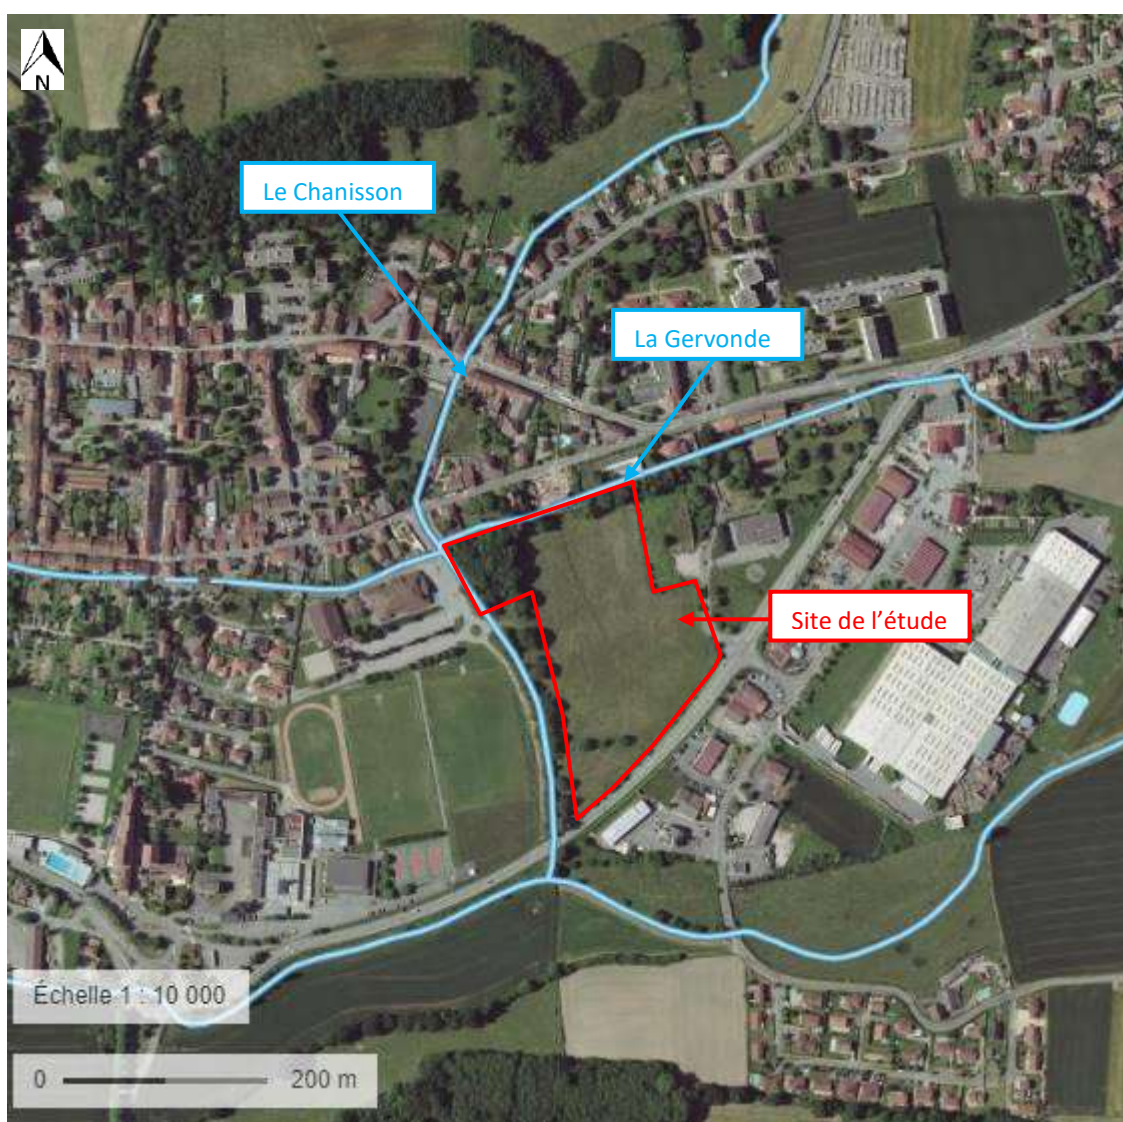 N
Le Chanisson
La Gervonde
Site de l'étude
Échelle 1 : 10 000
0 200 m